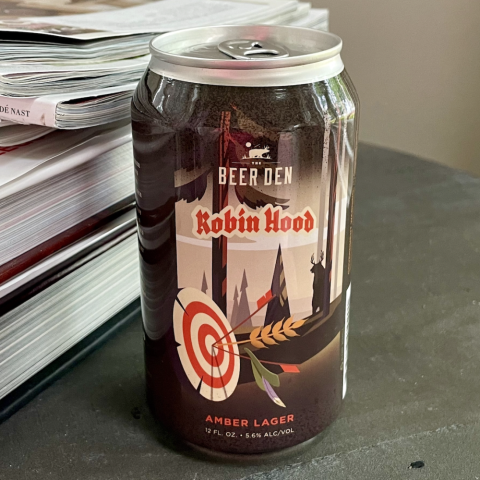 DÉ NAST
THE
BEER DEN
Robin Hood
AMBER LAGER
12 FL. OZ. • 5.6% ALC/VOL